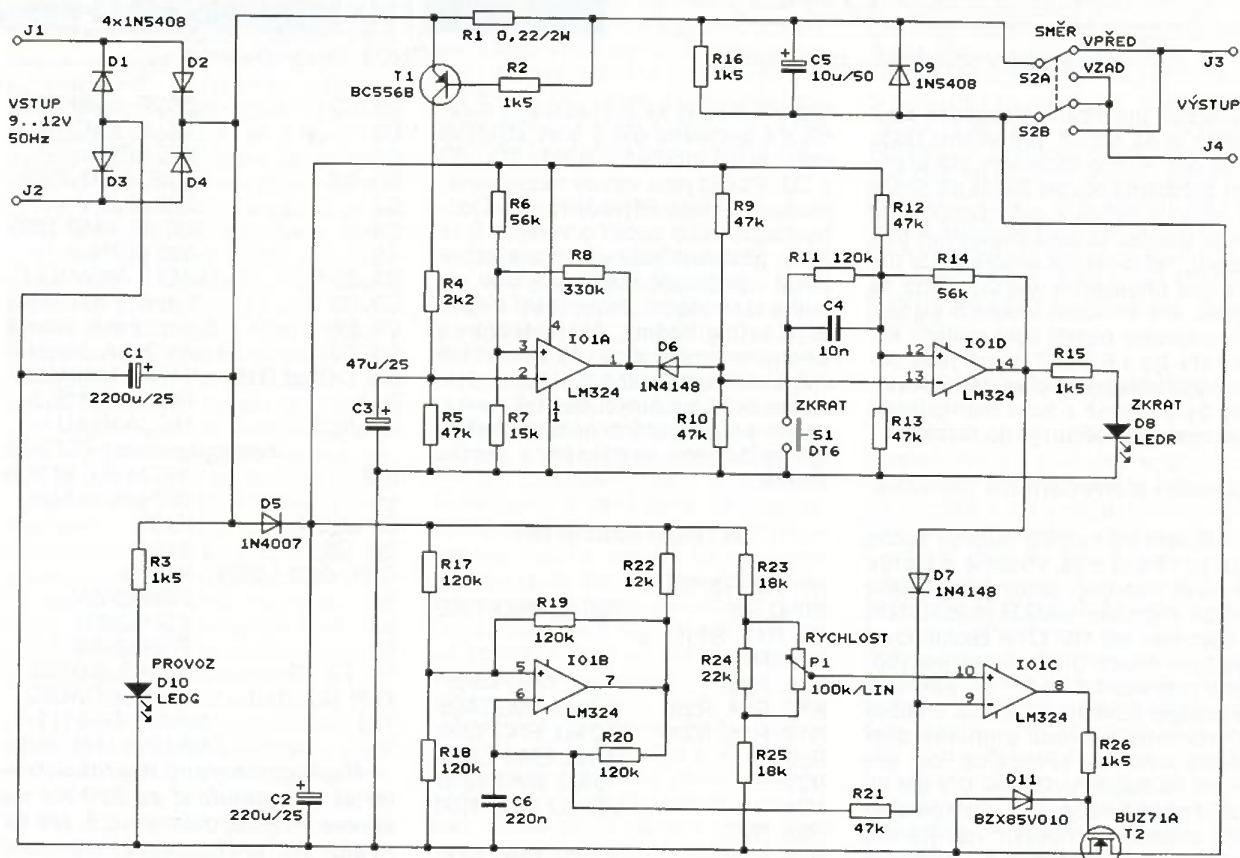 4x1N5408
J1
D1
D2
VSTUP
9..12V
50Hz
D3
D4
J2
R1 0,22/2W
T1
BC556B
R2
1k5
R16
1k5
C5
10u/50
D9
1N5408
SMĚR
VPŘED
S2A
VZAD
S2B
J3
VÝSTUP
J4
C1
2200u/25
R4
2k2
R6
56k
R8
330k
4
3
2
1
11
IO1A
LM324
47u/25
C3
R5
47k
R7
15k
D6
1N4148
R9
47k
R10
47k
R11 120k
C4
10n
ZKRAT
S1
DT6
R12
47k
R14
56k
12
13
14
IO1D
LM324
R13
47k
R15
1k5
ZKRAT
D8
LEDR
D5
1N4007
R3
1k5
PROVOZ
D10
LEDG
C2
220u/25
R17
120k
R18
120k
R19
120k
5
6
7
IO1B
LM324
R20
120k
C6
220n
R22
12k
R23
18k
R24
22k
R25
18k
RYCHLOST
P1
100k/LIN
R21
47k
D7
1N4148
10
9
8
IO1C
LM324
R26
1k5
D11
BZX85V010
BUZ71A
T2